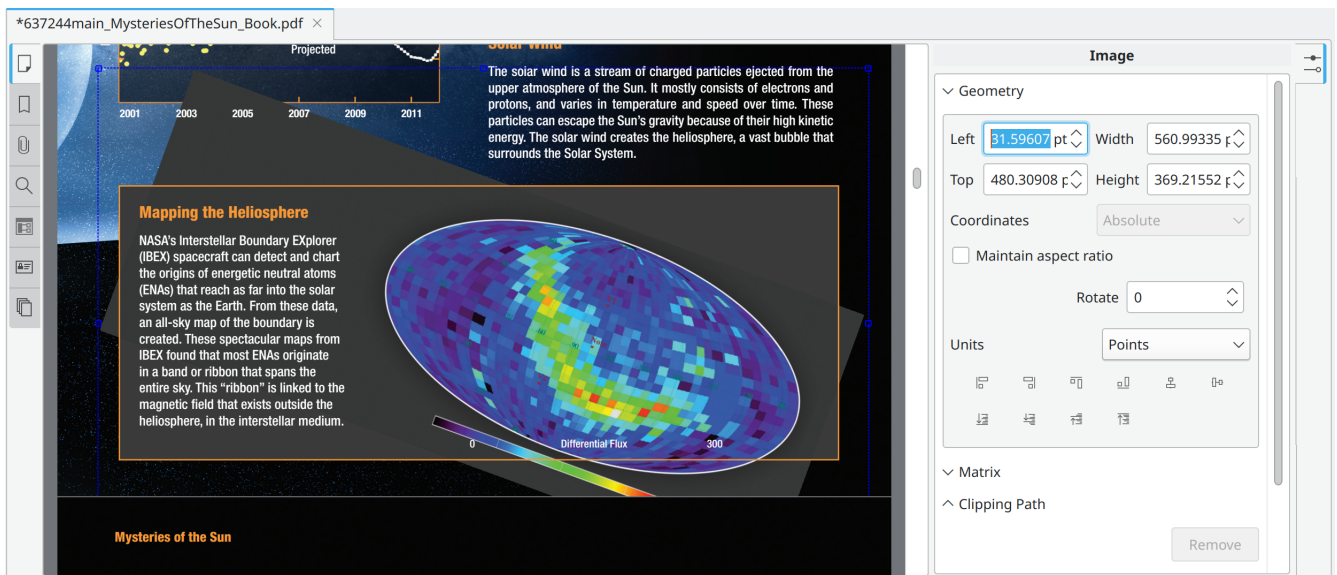 *637244main_MysteriesOfTheSun_Book.pdf
Projected
2001 2003 2005 2007 2009 2011
Solar Wind
The solar wind is a stream of charged particles ejected from the
upper atmosphere of the Sun. It mostly consists of electrons and
protons, and varies in temperature and speed over time. These
particles can escape the Sun's gravity because of their high kinetic
energy. The solar wind creates the heliosphere, a vast bubble that
surrounds the Solar System.
Mapping the Heliosphere
NASA's Interstellar Boundary EXplorer
(IBEX) spacecraft can detect and chart
the origins of energetic neutral atoms
(ENAs) that reach as far into the solar
system as the Earth. From these data,
an all-sky map of the boundary is
created. These spectacular maps from
IBEX found that most ENAs originate
in a band or ribbon that spans the
entire sky. This “ribbon” is linked to the
magnetic field that exists outside the
heliosphere, in the interstellar medium.
0 Differential Flux 300
Mysteries of the Sun
Image
Geometry
Left 31.59607 pt Width 560.99335 p
Top 480.30908 p Height 369.21552 p
Coordinates Absolute
Maintain aspect ratio
Rotate 0
Units Points
Matrix
Clipping Path
Remove